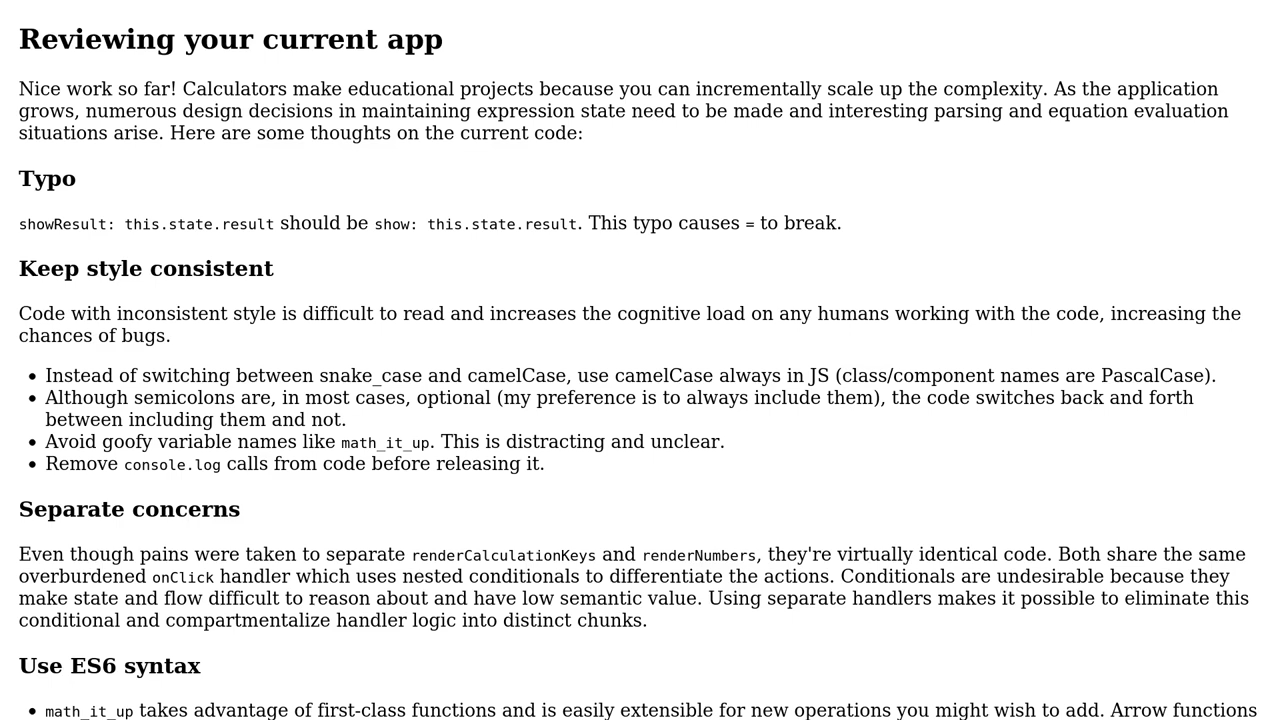 Reviewing your current app
Nice work so far! Calculators make educational projects because you can incrementally scale up the complexity. As the application
grows, numerous design decisions in maintaining expression state need to be made and interesting parsing and equation evaluation
situations arise. Here are some thoughts on the current code:
Typo
showResult: this.state.result should be show: this.state.result. This typo causes = to break.
Keep style consistent
Code with inconsistent style is difficult to read and increases the cognitive load on any humans working with the code, increasing the
chances of bugs.
• Instead of switching between snake_case and camelCase, use camelCase always in JS (class/component names are PascalCase).
• Although semicolons are, in most cases, optional (my preference is to always include them), the code switches back and forth
between including them and not.
• Avoid goofy variable names like math_it_up. This is distracting and unclear.
• Remove console.log calls from code before releasing it.
Separate concerns
Even though pains were taken to separate renderCalculationKeys and renderNumbers, they're virtually identical code. Both share the same
overburdened onClick handler which uses nested conditionals to differentiate the actions. Conditionals are undesirable because they
make state and flow difficult to reason about and have low semantic value. Using separate handlers makes it possible to eliminate this
conditional and compartmentalize handler logic into distinct chunks.
Use ES6 syntax
• math_it_up takes advantage of first-class functions and is easily extensible for new operations you might wish to add. Arrow functions